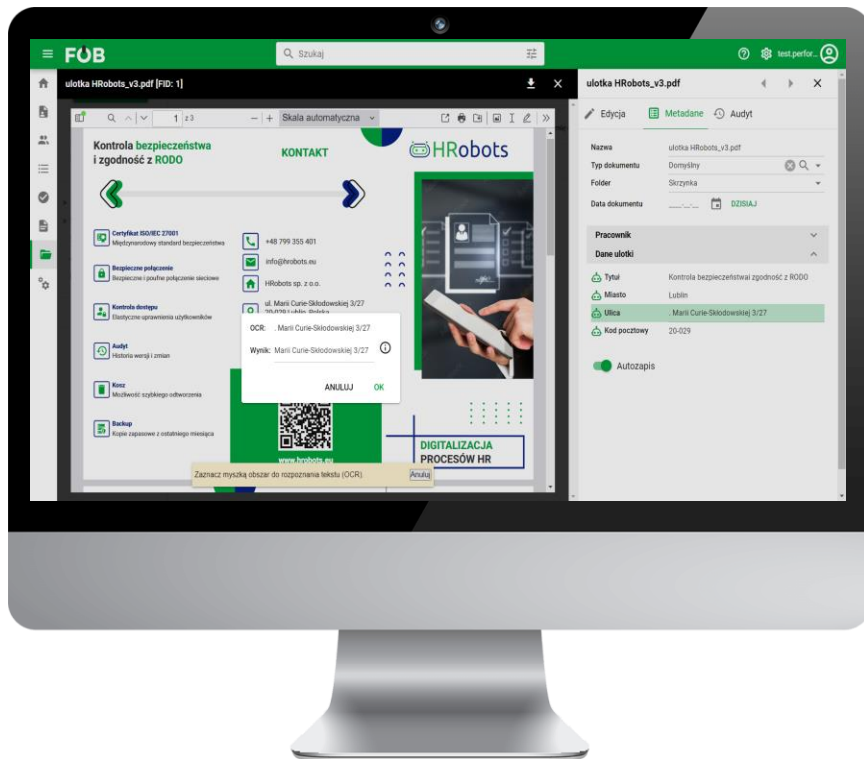 FOB
Szukaj
test.perfor...
ulotka HRobots_v3.pdf [FID: 1]
1 z 3
Skala automatyczna
Kontrola bezpieczeństwa
i zgodność z RODO
Certyfikat ISO/IEC 27001
Międzynarodowy standard bezpieczeństwa
Bezpieczne połączenie
Bezpieczne i poufne połączenie sieciowe
Kontrola dostępu
Elastyczne uprawnienia użytkowników
Audyt
Historia wersji i zmian
Kosz
Możliwość szybkiego odtworzenia
Backup
Kopie zapasowe z ostatniego miesiąca
KONTAKT
+48 799 355 401
info@hrobots.eu
HRobots sp. z o.o.
ul. Marii Curie-Skłodowskiej 3/27
20-029 Lublin, Polska
OCR: . Marii Curie-Skłodowskiej 3/27
Wynik: Marii Curie-Skłodowskiej 3/27
ANULUJ OK
www.hrobots.eu
HRobots
DIGITALIZACJA
PROCESÓW HR
Zaznacz myszką obszar do rozpoznania tekstu (OCR). Anuluj
ulotka HRobots_v3.pdf
Edycja Metadane Audyt
Nazwa ulotka HRobots_v3.pdf
Typ dokumentu Domyślny
Folder Skrzynka
Data dokumentu __.__.__ DZISIAJ
Pracownik
Dane ulotki
Tytuł Kontrola bezpieczeństwai zgodność z RODO
Miasto Lublin
Ulica . Marii Curie-Skłodowskiej 3/27
Kod pocztowy 20-029
Autozapis